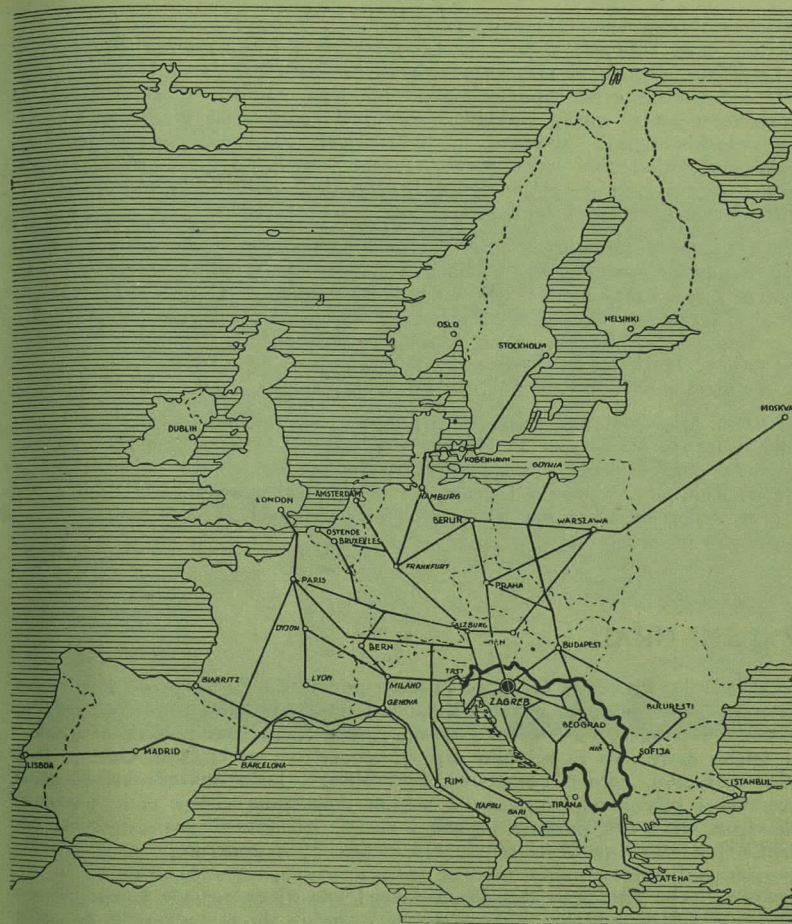 OSLO
HELSINKI
STOCKHOLM
MOSKVA
DUBLIN
KØBENHAVN
GDYNIA
LONDON
AMSTERDAM
HAMBURG
BERLIN
WARSZAWA
OSTENDE
BRUXELLES
FRANKFURT
PARIS
PRAHA
DYJON
SALZBURG
BERN
BUDAPEST
BIARRITZ
LYON
MILANO
TRST
ZAGREB
GENOVA
BUCURESTI
BEOGRAD
NIŠ
SOFIJA
LISBOA
MADRID
BARCELONA
RIM
TIRANA
ISTANBUL
NAPOLI
BARI
ATENA